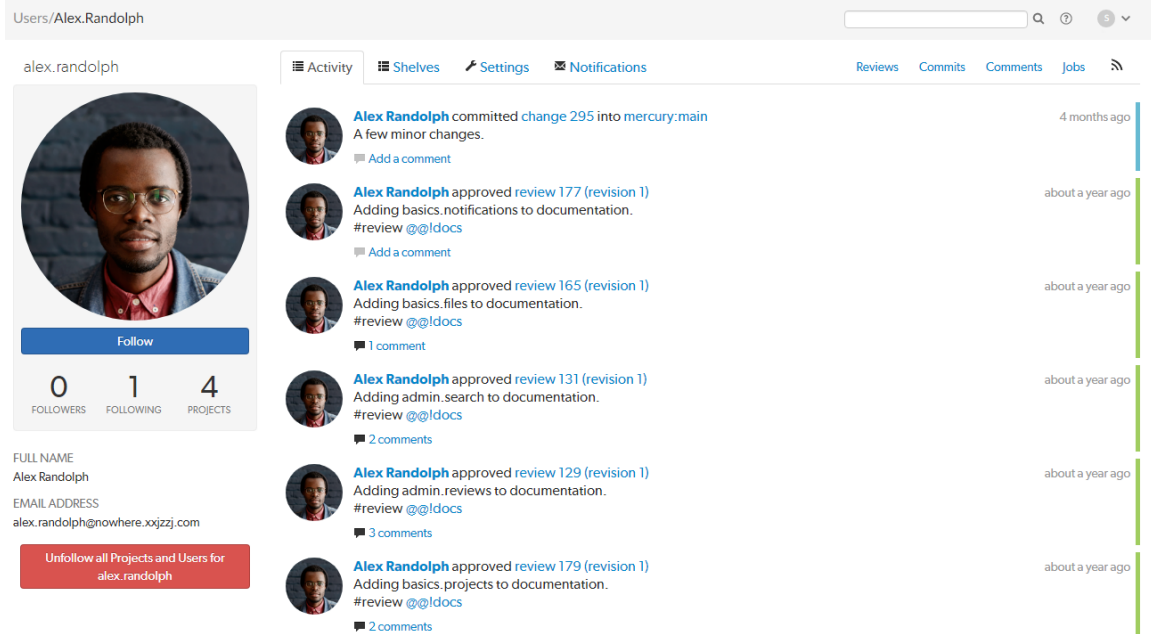 Users/Alex.Randolph
S
alex.randolph
Activity Shelves Settings Notifications
Reviews Commits Comments Jobs
Follow
0 1 4
FOLLOWERS FOLLOWING PROJECTS
FULL NAME
Alex Randolph
EMAIL ADDRESS
alex.randolph@nowhere.xxjzzj.com
Unfollow all Projects and Users for
alex.randolph
Alex Randolph committed change 295 into mercury:main 4 months ago
A few minor changes.
Add a comment
Alex Randolph approved review 177 (revision 1) about a year ago
Adding basics.notifications to documentation.
#review @@!docs
Add a comment
Alex Randolph approved review 165 (revision 1) about a year ago
Adding basics.files to documentation.
#review @@!docs
1 comment
Alex Randolph approved review 131 (revision 1) about a year ago
Adding admin.search to documentation.
#review @@!docs
2 comments
Alex Randolph approved review 129 (revision 1) about a year ago
Adding admin.reviews to documentation.
#review @@!docs
3 comments
Alex Randolph approved review 179 (revision 1) about a year ago
Adding basics.projects to documentation.
#review @@!docs
2 comments